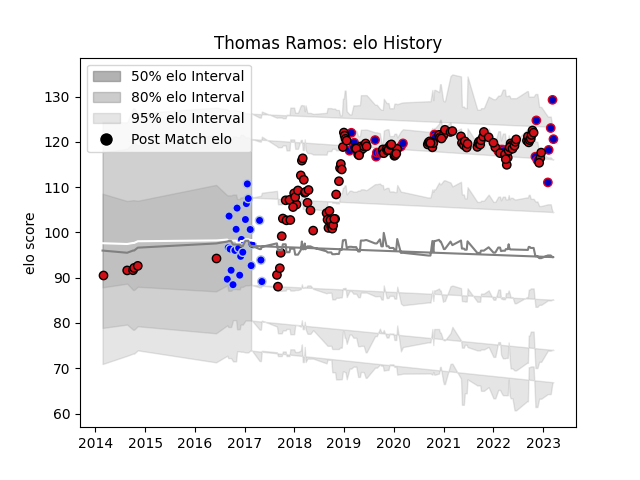 Thomas Ramos: elo History
50% elo Interval
80% elo Interval
95% elo Interval
Post Match elo
elo score
130
120
110
100
90
80
70
60
2014 2015 2016 2017 2018 2019 2020 2021 2022 2023